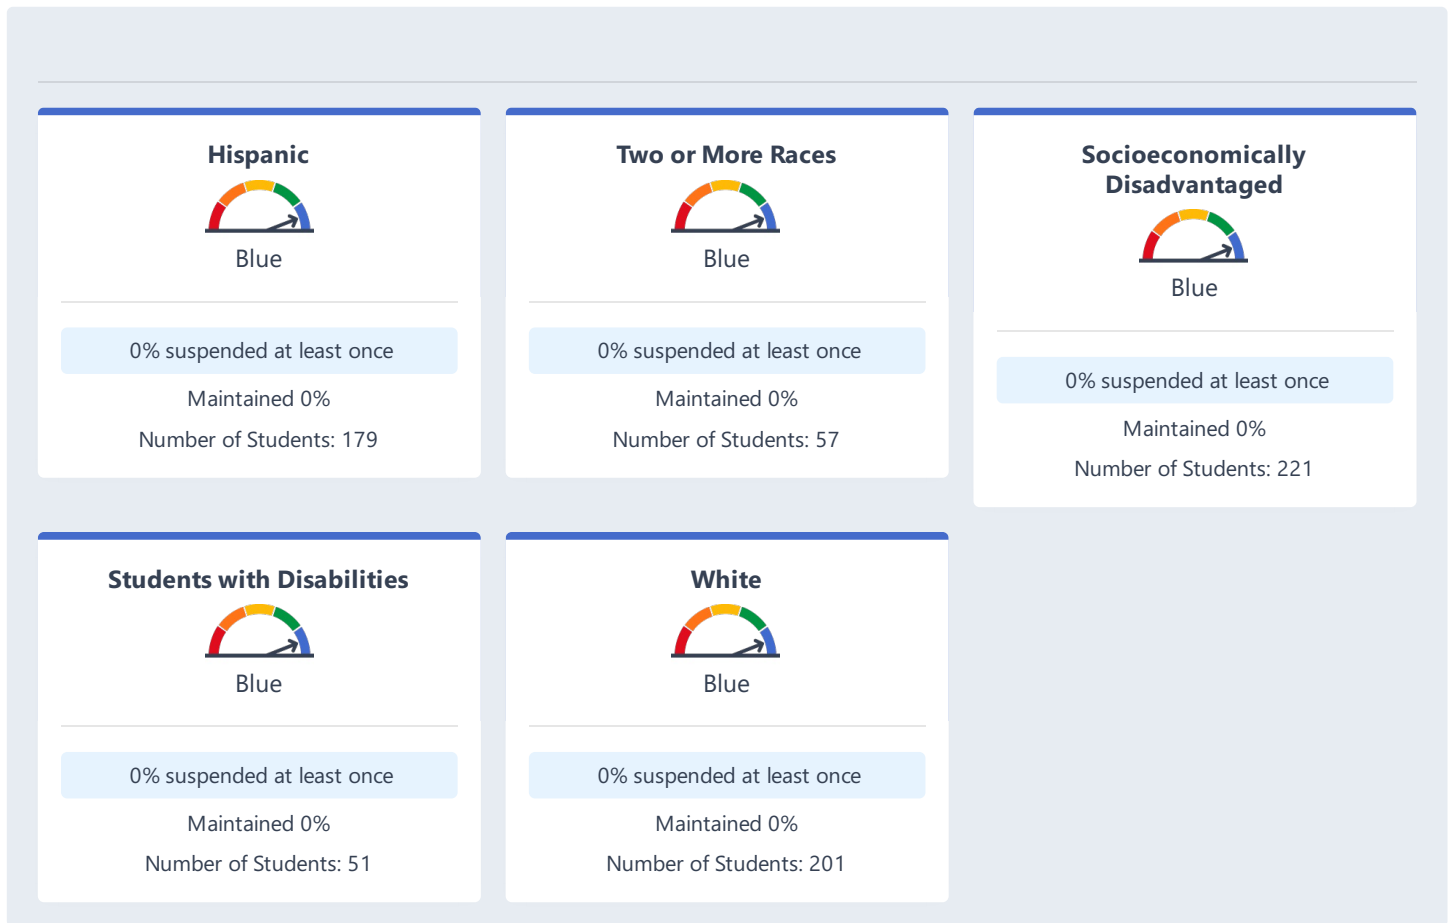 Hispanic
Blue
0% suspended at least once
Maintained 0%
Number of Students: 179
Two or More Races
Blue
0% suspended at least once
Maintained 0%
Number of Students: 57
Socioeconomically
Disadvantaged
Blue
0% suspended at least once
Maintained 0%
Number of Students: 221
Students with Disabilities
Blue
0% suspended at least once
Maintained 0%
Number of Students: 51
White
Blue
0% suspended at least once
Maintained 0%
Number of Students: 201